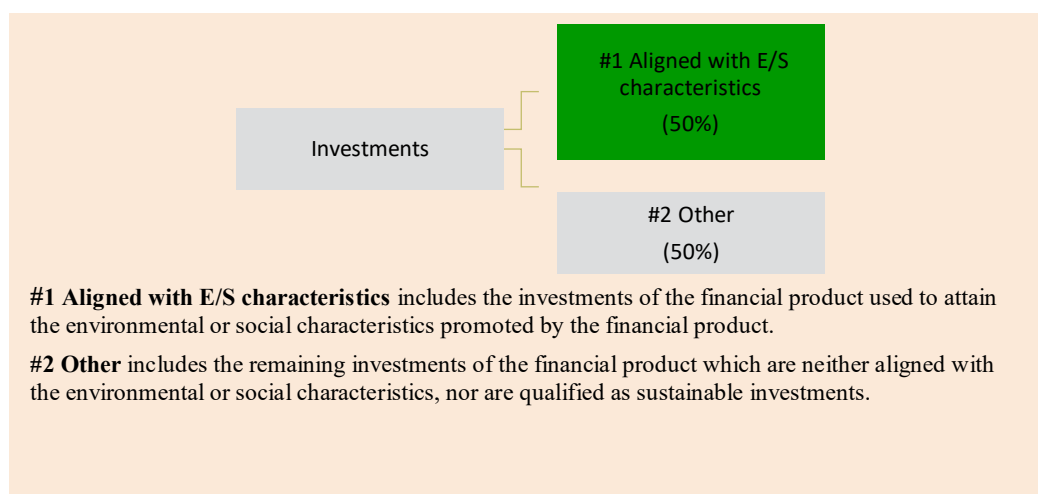 #1 Aligned with E/S
characteristics
(50%)
Investments
#2 Other
(50%)
#1 Aligned with E/S characteristics includes the investments of the financial product used to attain
the environmental or social characteristics promoted by the financial product.
#2 Other includes the remaining investments of the financial product which are neither aligned with
the environmental or social characteristics, nor are qualified as sustainable investments.